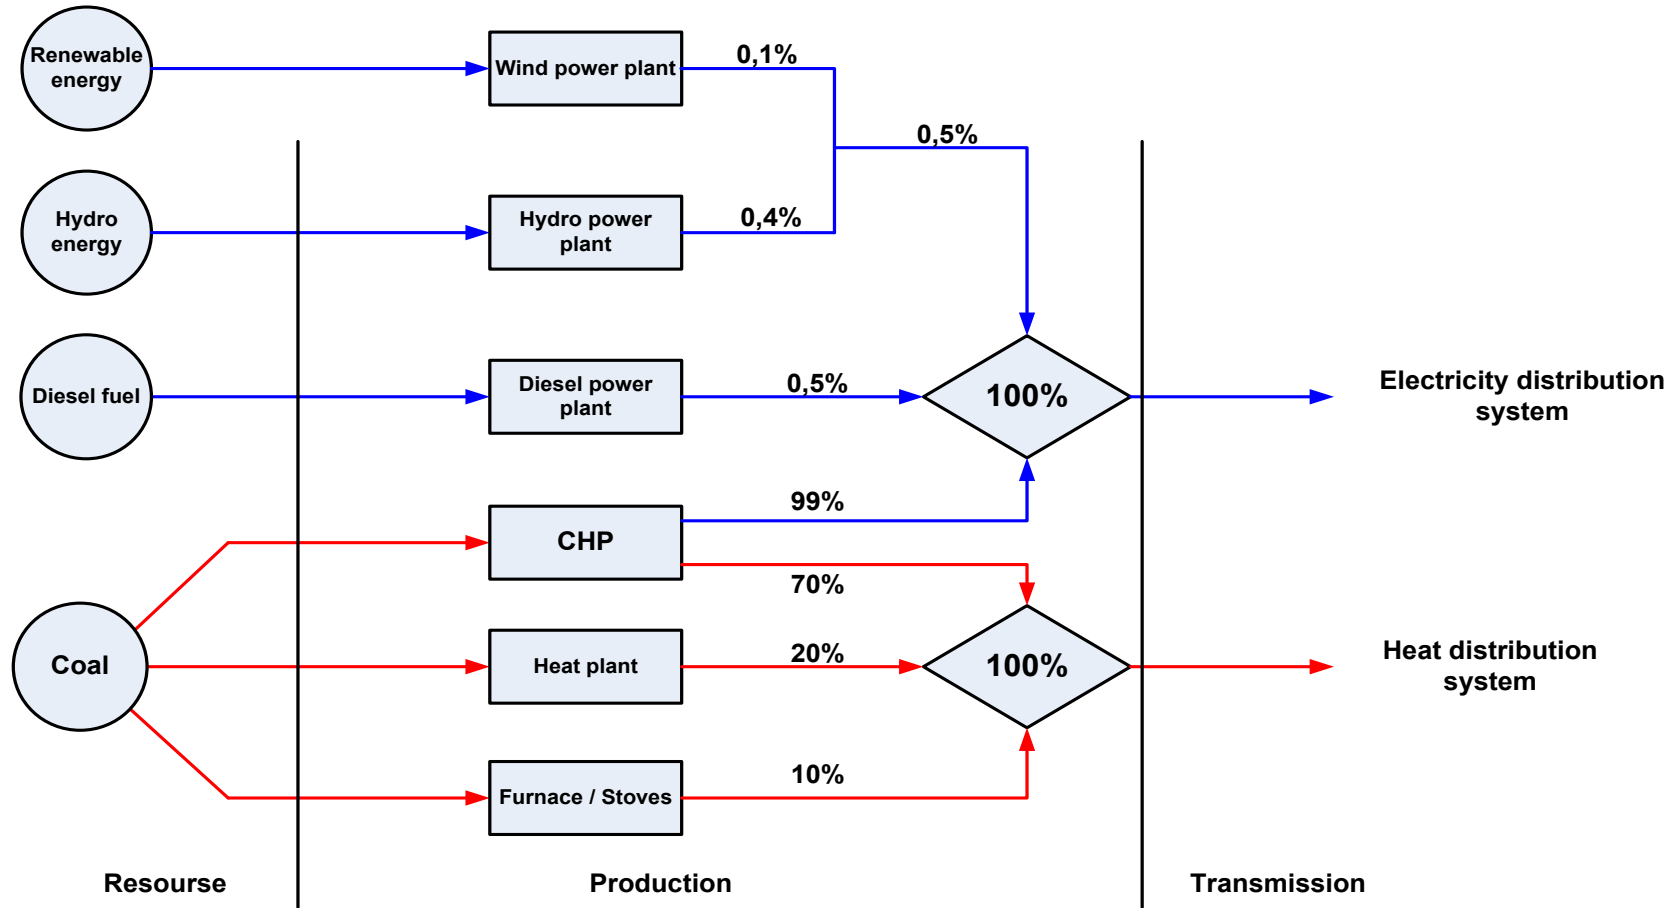 Renewable
energy
Wind power plant
0,1%
0,5%
Hydro
energy
Hydro power
plant
0,4%
Diesel fuel
Diesel power
plant
0,5%
100%
Electricity distribution
system
99%
CHP
70%
Coal
Heat plant
20%
100%
Heat distribution
system
10%
Furnace / Stoves
Resourse
Production
Transmission